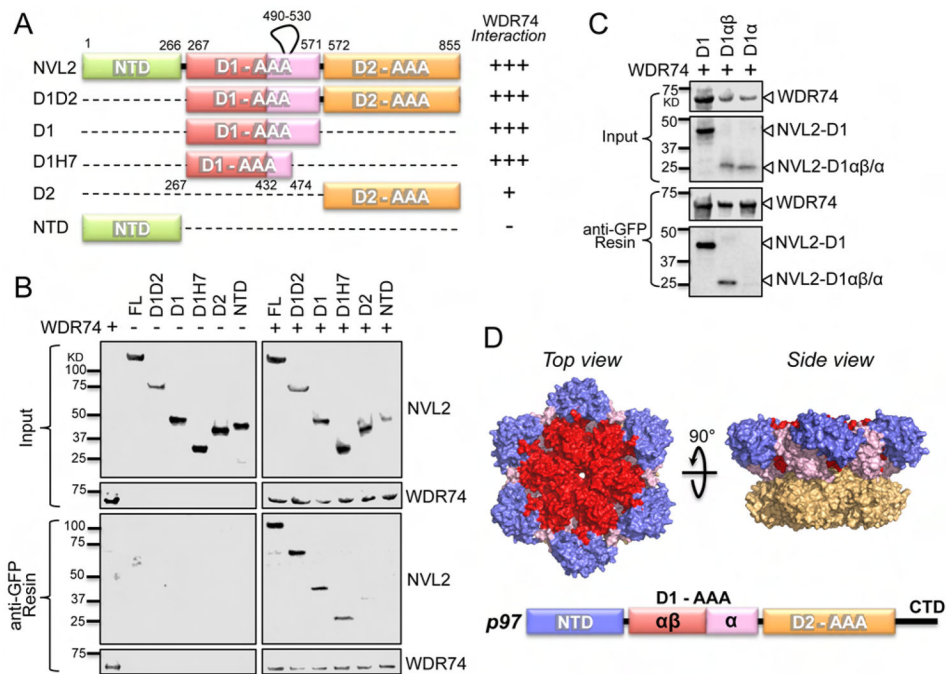 A
490-530
WDR74
Interaction
1 266 267 571 572 855
NVL2 NTD D1 - AAA D2 - AAA +++
D1D2 D1 - AAA D2 - AAA +++
D1 D1 - AAA +++
D1H7 D1 - AAA +++
267 432 474
D2 D2 - AAA +
NTD NTD -
B
FL D1D2 D1 D1H7 D2 NTD FL D1D2 D1 D1H7 D2 NTD
WDR74 + - - - - - - + + + + + +
Input
KD
100
75
50
37
25
NVL2
75
WDR74
anti-GFP
Resin
100
75
50
37
25
NVL2
75
WDR74
C
D1 D1αβ D1α
WDR74 + + +
Input
75
KD
WDR74
50
NVL2-D1
37
25
NVL2-D1αβ/α
anti-GFP
Resin
75
WDR74
50
NVL2-D1
37
25
NVL2-D1αβ/α
D
Top view Side view
90°
D1 - AAA
p97 NTD αβ α D2 - AAA CTD